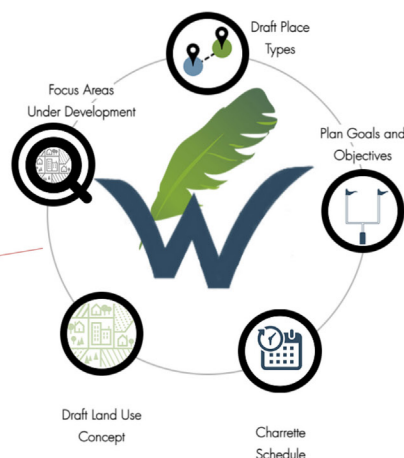 Draft Place
Types
Focus Areas
Under Development
Plan Goals and
Objectives
W
Draft Land Use
Concept
Charrette
Schedule